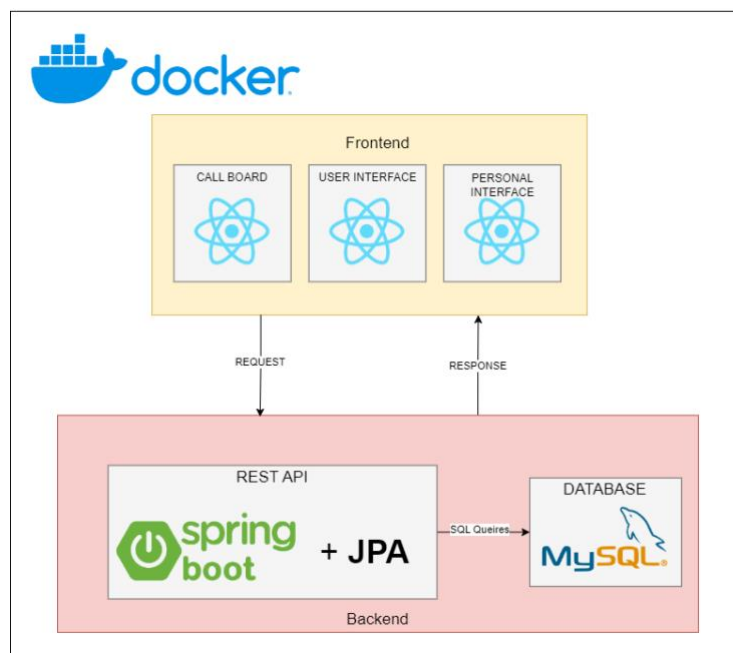 docker
Frontend
CALL BOARD
USER INTERFACE
PERSONAL
INTERFACE
REQUEST
RESPONSE
REST API
spring
boot
+ JPA
SQL Queires
DATABASE
MySQL
Backend